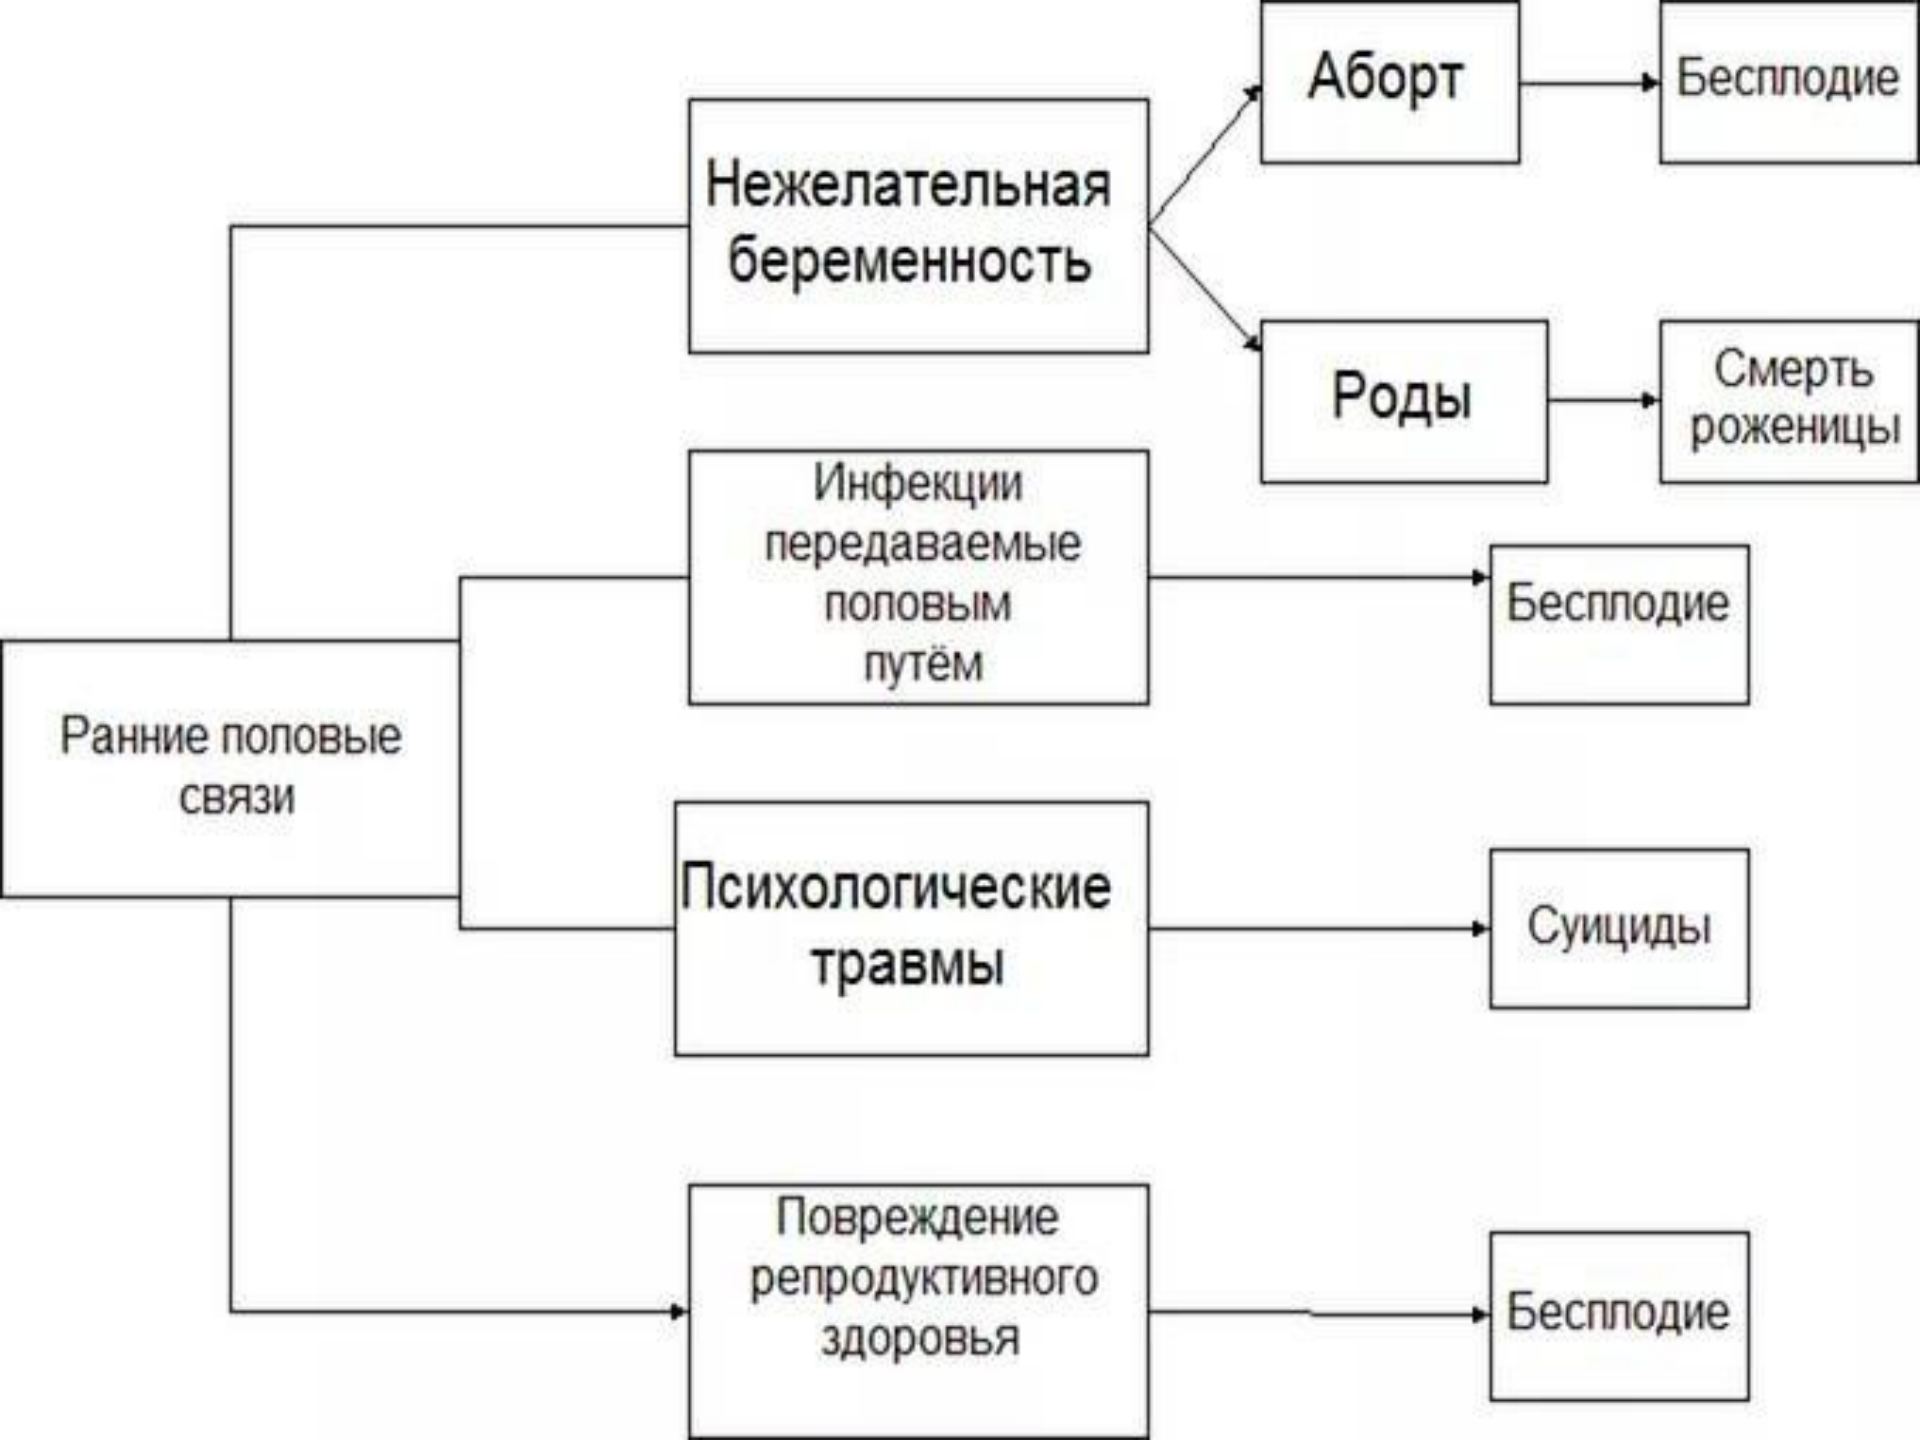 Аборт
Бесплодие
Нежелательная
беременность
Роды
Смерть
роженицы
Инфекции
передаваемые
половым
путём
Бесплодие
Ранние половые
связи
Психологические
травмы
Суициды
Повреждение
репродуктивного
здоровья
Бесплодие